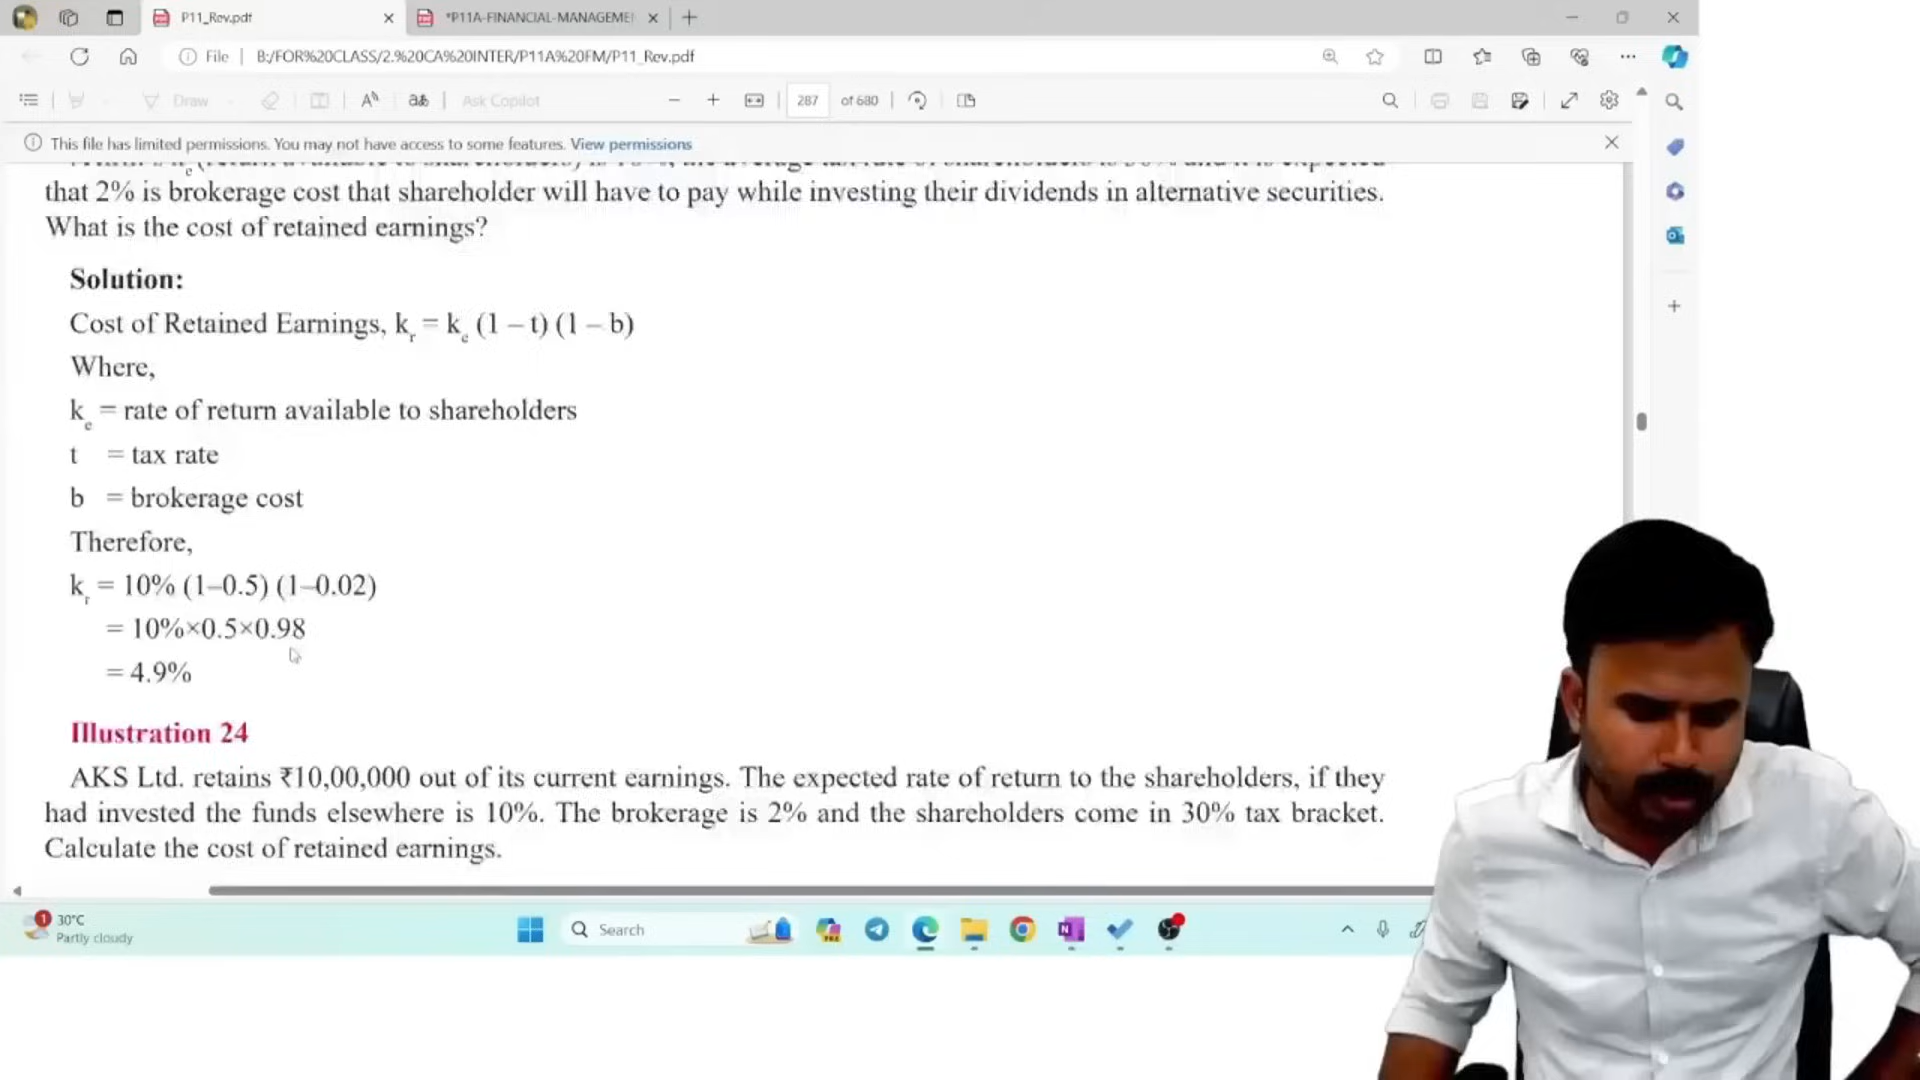 P11_Rev.pdf
*P11A-FINANCIAL-MANAGEME
File
B:/FOR%20CLASS/2.%20CA%20INTER/P11A%20FM/P11_Rev.pdf
Draw
Ask Copilot
287
of 680
This file has limited permissions. You may not have access to some features. View permissions
that 2% is brokerage cost that shareholder will have to pay while investing their dividends in alternative securities.
What is the cost of retained earnings?
Solution:
Cost of Retained Earnings, kr = ke (1 – t) (1 – b)
Where,
ke = rate of return available to shareholders
t = tax rate
b = brokerage cost
Therefore,
kr = 10% (1–0.5) (1–0.02)
= 10%×0.5×0.98
= 4.9%
Illustration 24
AKS Ltd. retains ₹10,00,000 out of its current earnings. The expected rate of return to the shareholders, if they
had invested the funds elsewhere is 10%. The brokerage is 2% and the shareholders come in 30% tax bracket.
Calculate the cost of retained earnings.
1
30°C
Partly cloudy
Search